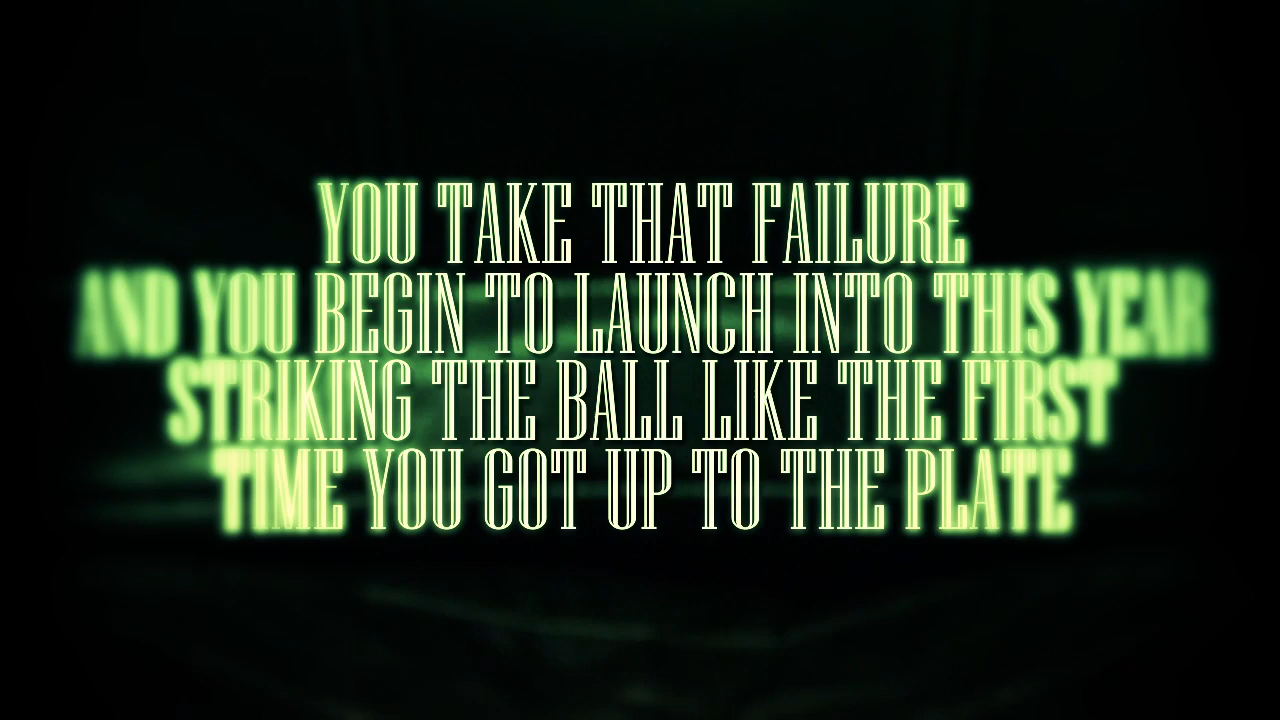 YOU TAKE THAT FAILURE
AND YOU BEGIN TO LAUNCH INTO THIS YEAR
STRIKING THE BALL LIKE THE FIRST
TIME YOU GOT UP TO THE PLATE